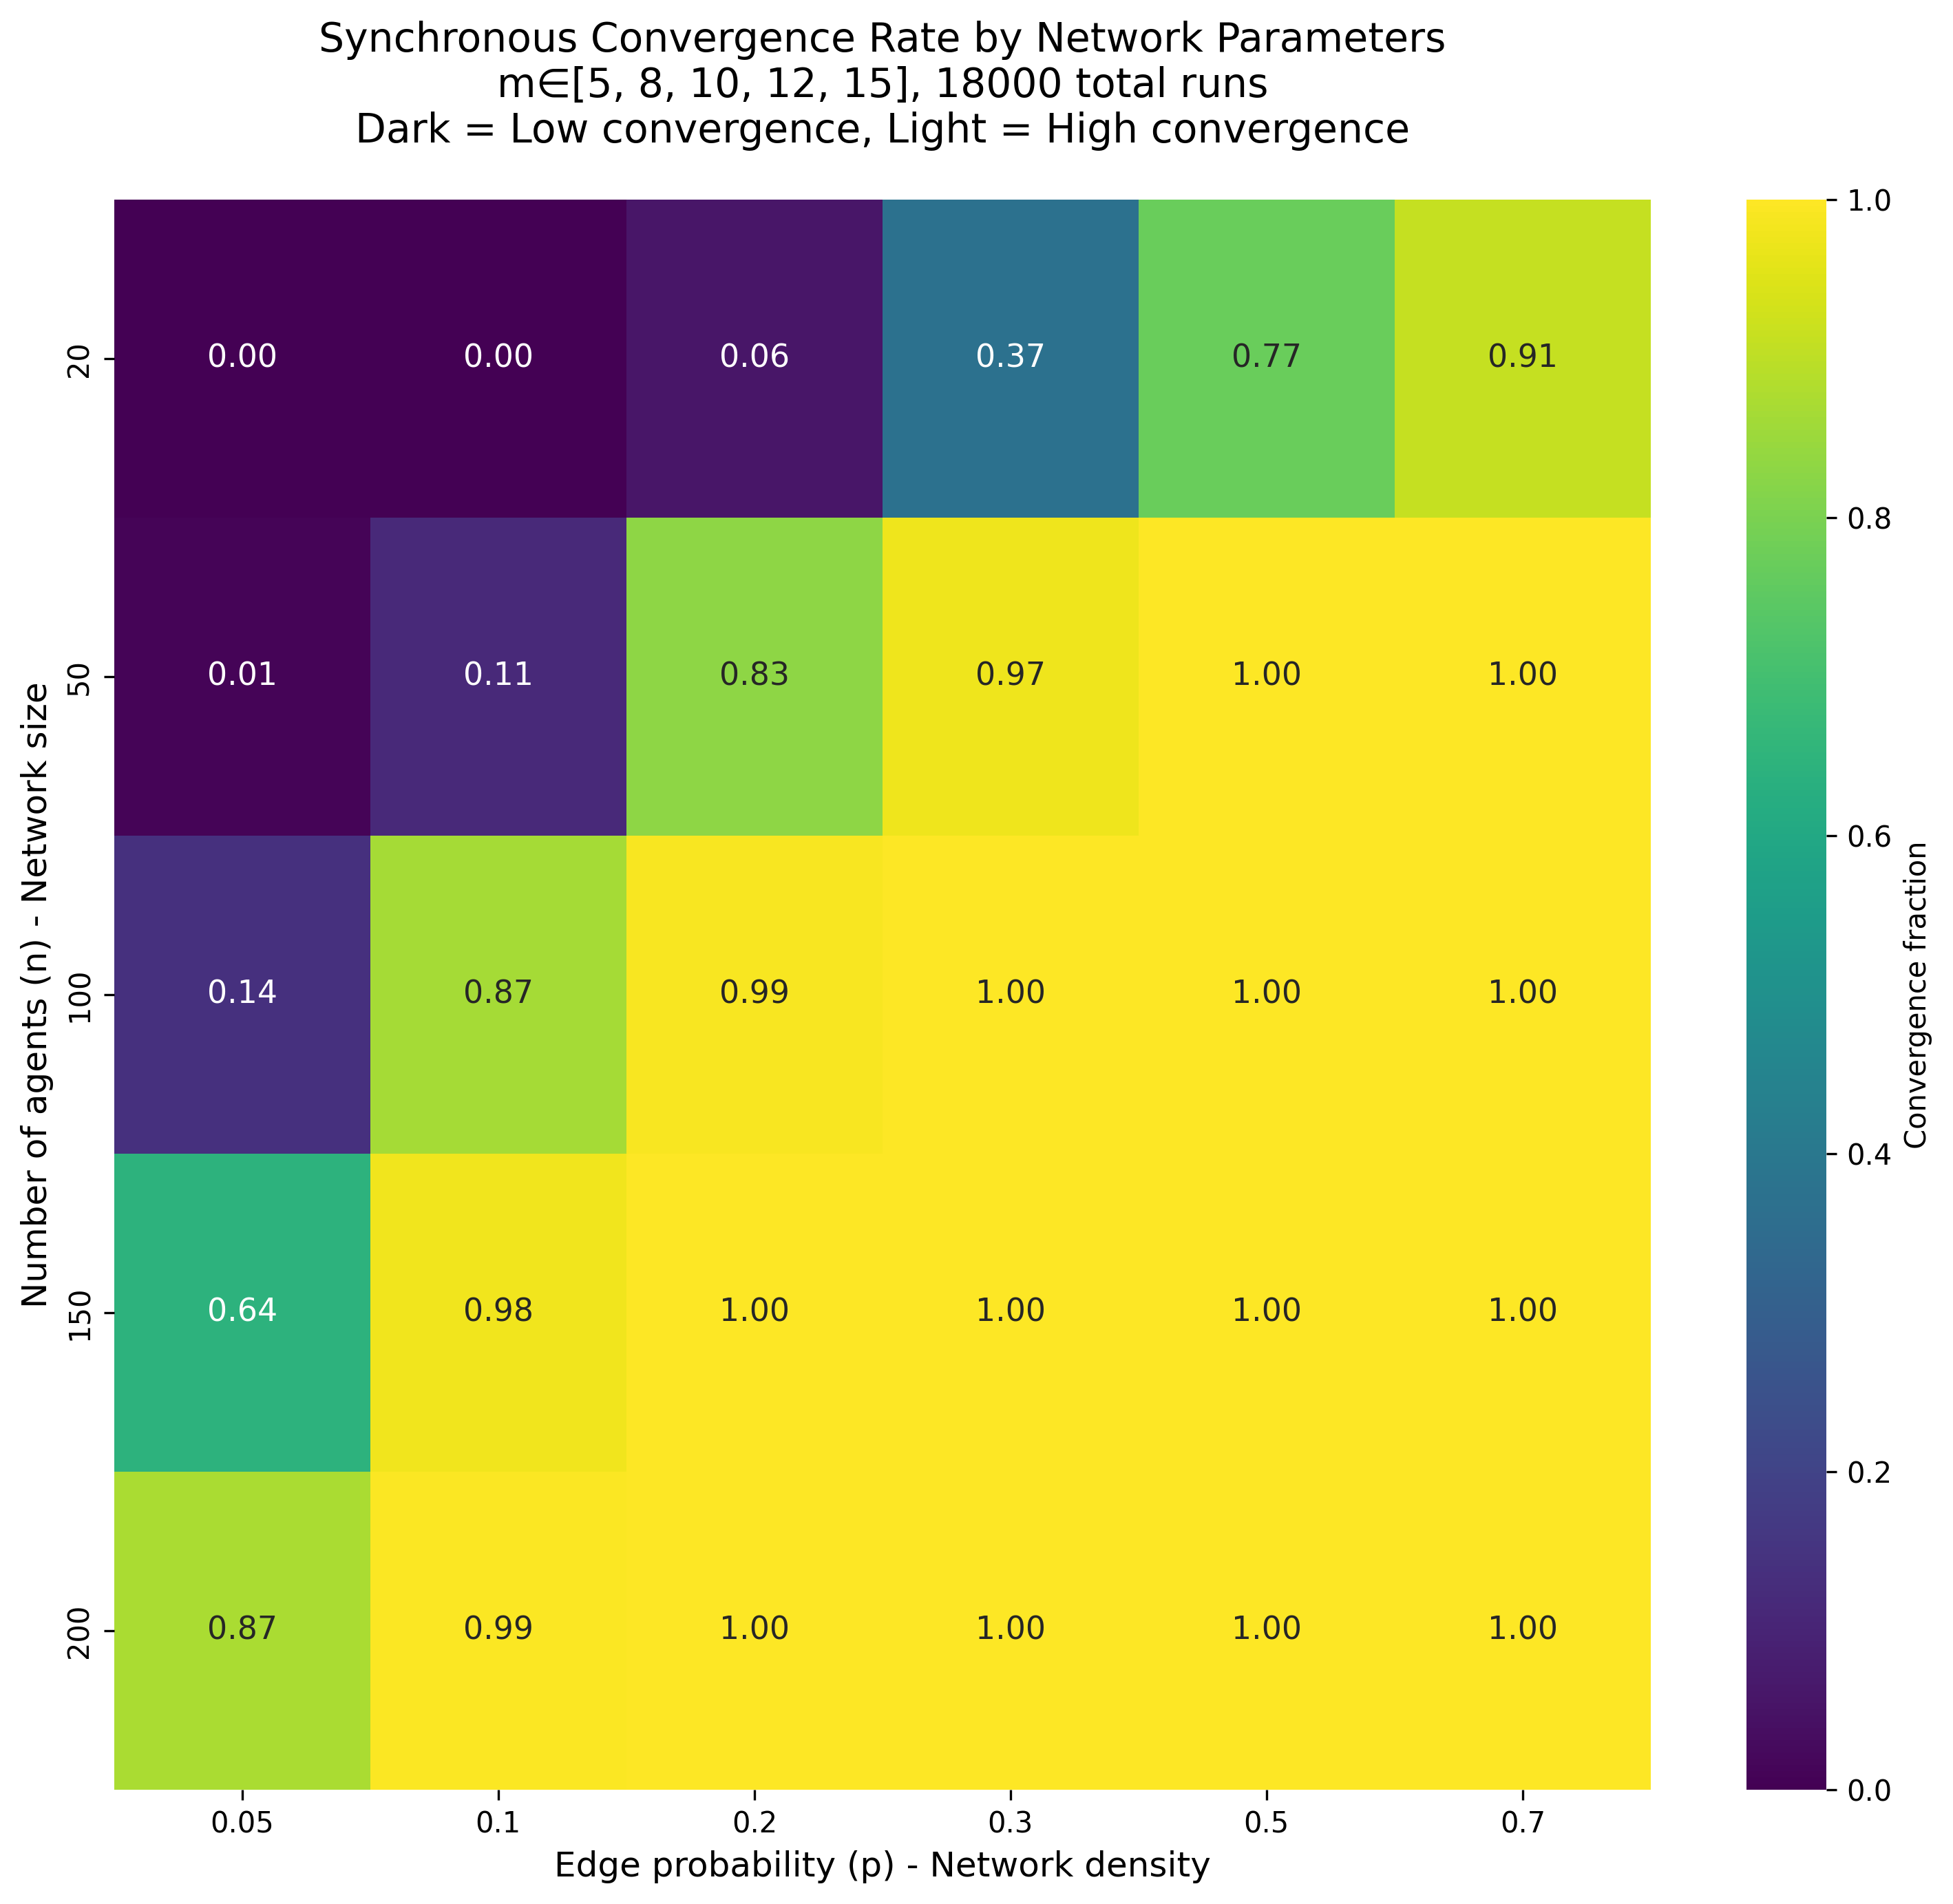 Synchronous Convergence Rate by Network Parameters
m∈[5, 8, 10, 12, 15], 18000 total runs
Dark = Low convergence, Light = High convergence
Number of agents (n) - Network size
20
0.00 0.00 0.06 0.37 0.77 0.91
50
0.01 0.11 0.83 0.97 1.00 1.00
100
0.14 0.87 0.99 1.00 1.00 1.00
150
0.64 0.98 1.00 1.00 1.00 1.00
200
0.87 0.99 1.00 1.00 1.00 1.00
0.05 0.1 0.2 0.3 0.5 0.7
Edge probability (p) - Network density
1.0
0.8
0.6
0.4
0.2
0.0
Convergence fraction